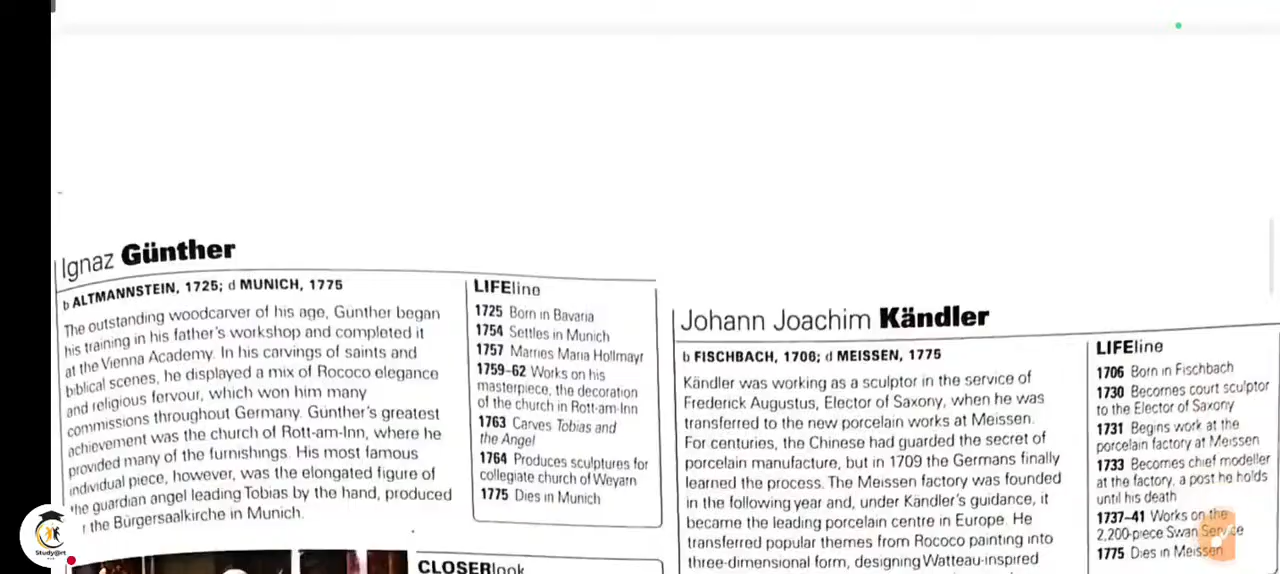 Ignaz Günther
b ALTMANNSTEIN, 1725; d MUNICH, 1775
The outstanding woodcarver of his age, Günther began
his training in his father's workshop and completed it
at the Vienna Academy. In his carvings of saints and
biblical scenes, he displayed a mix of Rococo elegance
and religious fervour, which won him many
commissions throughout Germany. Günther's greatest
achievement was the church of Rott-am-Inn, where he
provided many of the furnishings. His most famous
individual piece, however, was the elongated figure of
the guardian angel leading Tobias by the hand, produced
r the Bürgersaalkirche in Munich.
LIFEline
1725 Born in Bavaria
1754 Settles in Munich
1757 Marries Maria Hollmayr
1759–62 Works on his
masterpiece, the decoration
of the church in Rott-am-Inn
1763 Carves Tobias and
the Angel
1764 Produces sculptures for
collegiate church of Weyarn
1775 Dies in Munich
CLOSERlook
Johann Joachim Kändler
b FISCHBACH, 1706; d MEISSEN, 1775
Kändler was working as a sculptor in the service of
Frederick Augustus, Elector of Saxony, when he was
transferred to the new porcelain works at Meissen.
For centuries, the Chinese had guarded the secret of
porcelain manufacture, but in 1709 the Germans finally
learned the process. The Meissen factory was founded
in the following year and, under Kändler's guidance, it
became the leading porcelain centre in Europe. He
transferred popular themes from Rococo painting into
three-dimensional form, designing Watteau-inspired
LIFEline
1706 Born in Fischbach
1730 Becomes court sculptor
to the Elector of Saxony
1731 Begins work at the
porcelain factory at Meissen
1733 Becomes chief modeller
at the factory, a post he holds
until his death
1737–41 Works on the
2,200-piece Swan Service
1775 Dies in Meissen
Study@rt